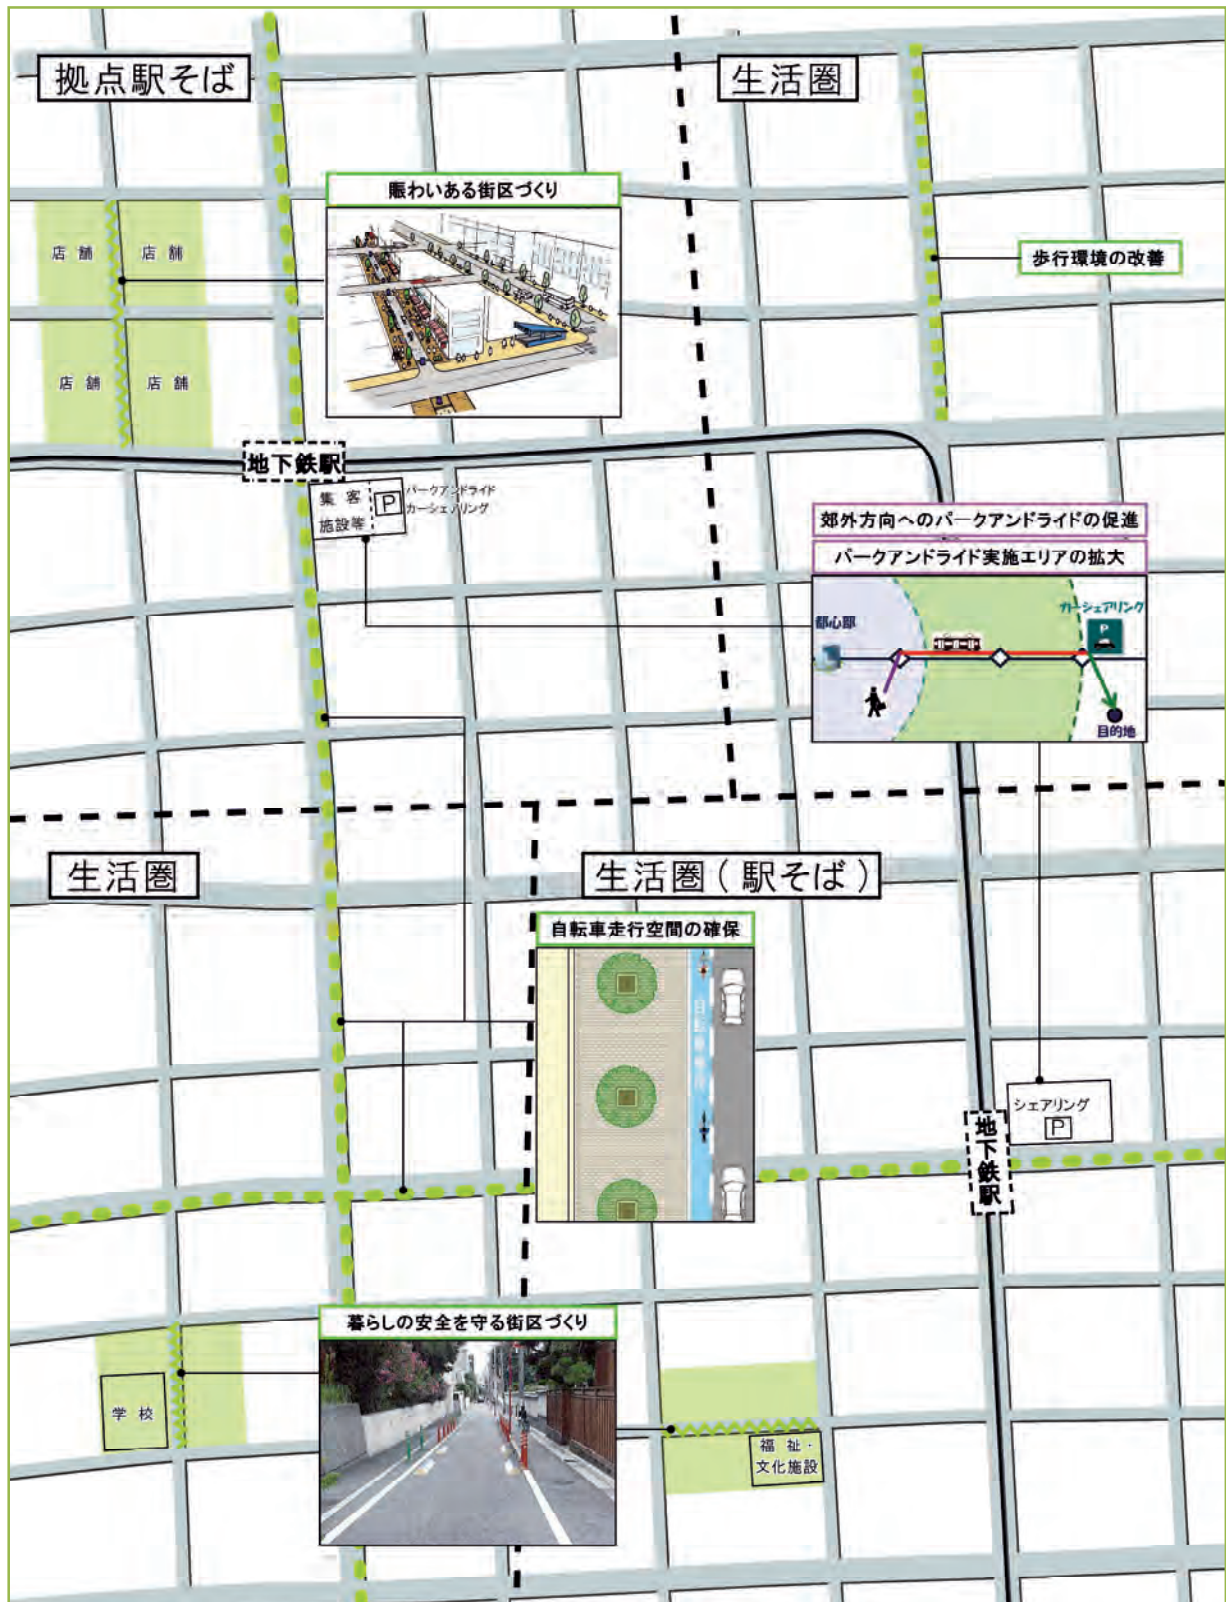 拠点駅そば
生活圏
賑わいある街区づくり
店舗
店舗
店舗
店舗
歩行環境の改善
地下鉄駅
集客
施設等
P
パークアンドライド
カーシェアリング
郊外方向へのパークアンドライドの促進
パークアンドライド実施エリアの拡大
都心部
カーシェアリング
P
目的地
生活圏
生活圏(駅そば)
自転車走行空間の確保
シェアリング
P
地下鉄駅
暮らしの安全を守る街区づくり
学校
福祉・
文化施設